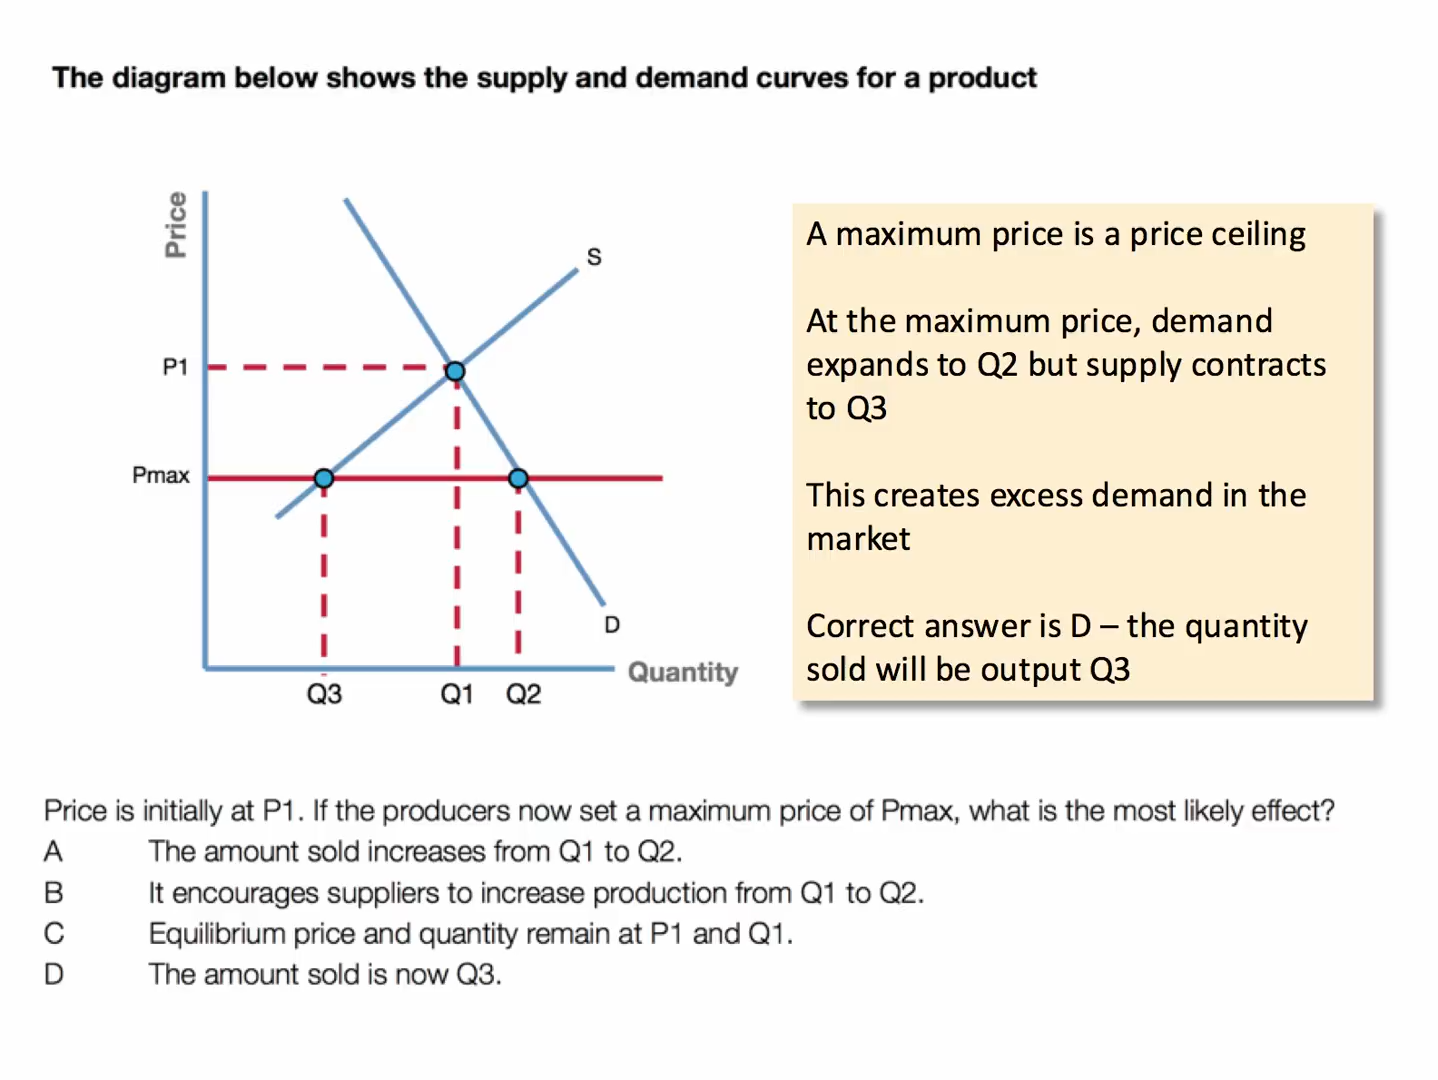 The diagram below shows the supply and demand curves for a product
Price
S
P1
Pmax
D
Quantity
Q3
Q1
Q2
A maximum price is a price ceiling
At the maximum price, demand
expands to Q2 but supply contracts
to Q3
This creates excess demand in the
market
Correct answer is D – the quantity
sold will be output Q3
Price is initially at P1. If the producers now set a maximum price of Pmax, what is the most likely effect?
A The amount sold increases from Q1 to Q2.
B It encourages suppliers to increase production from Q1 to Q2.
C Equilibrium price and quantity remain at P1 and Q1.
D The amount sold is now Q3.